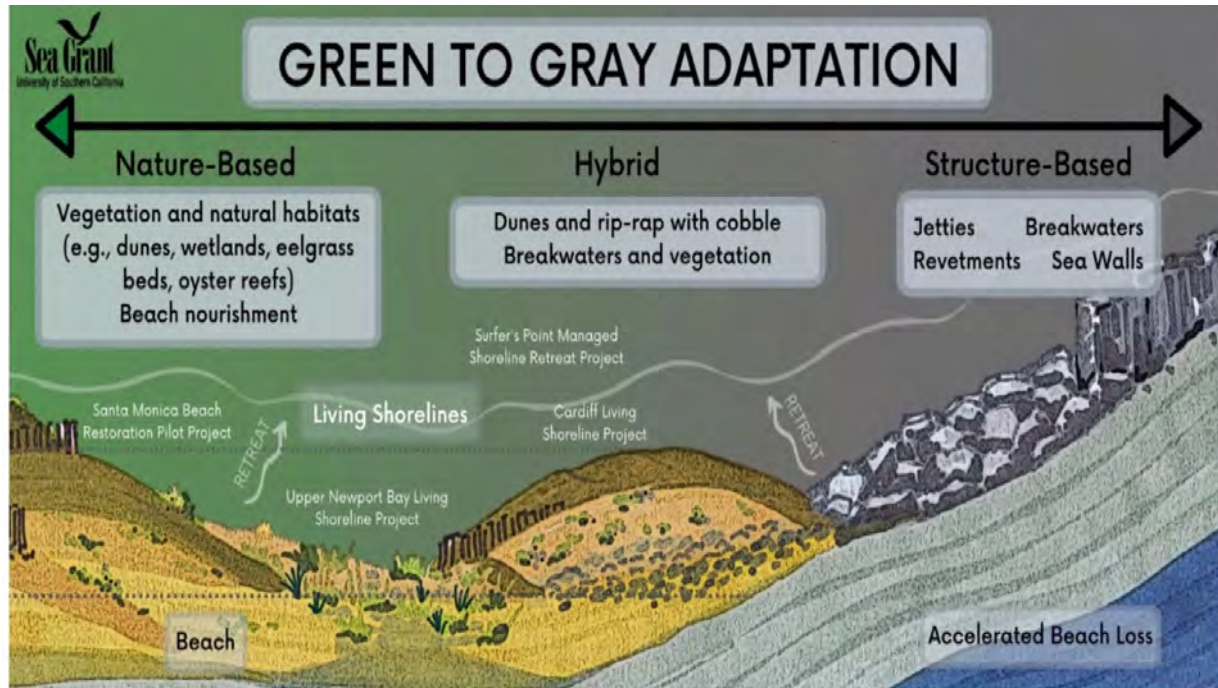 Sea Grant
University of Southern California
GREEN TO GRAY ADAPTATION
Nature-Based
Vegetation and natural habitats
(e.g., dunes, wetlands, eelgrass
beds, oyster reefs)
Beach nourishment
Hybrid
Dunes and rip-rap with cobble
Breakwaters and vegetation
Structure-Based
Jetties Breakwaters
Revetments Sea Walls
Surfer's Point Managed
Shoreline Retreat Project
Santa Monica Beach
Restoration Pilot Project
RETREAT
Living Shorelines
Cardiff Living
Shoreline Project
RETREAT
Upper Newport Bay Living
Shoreline Project
Beach
Accelerated Beach Loss